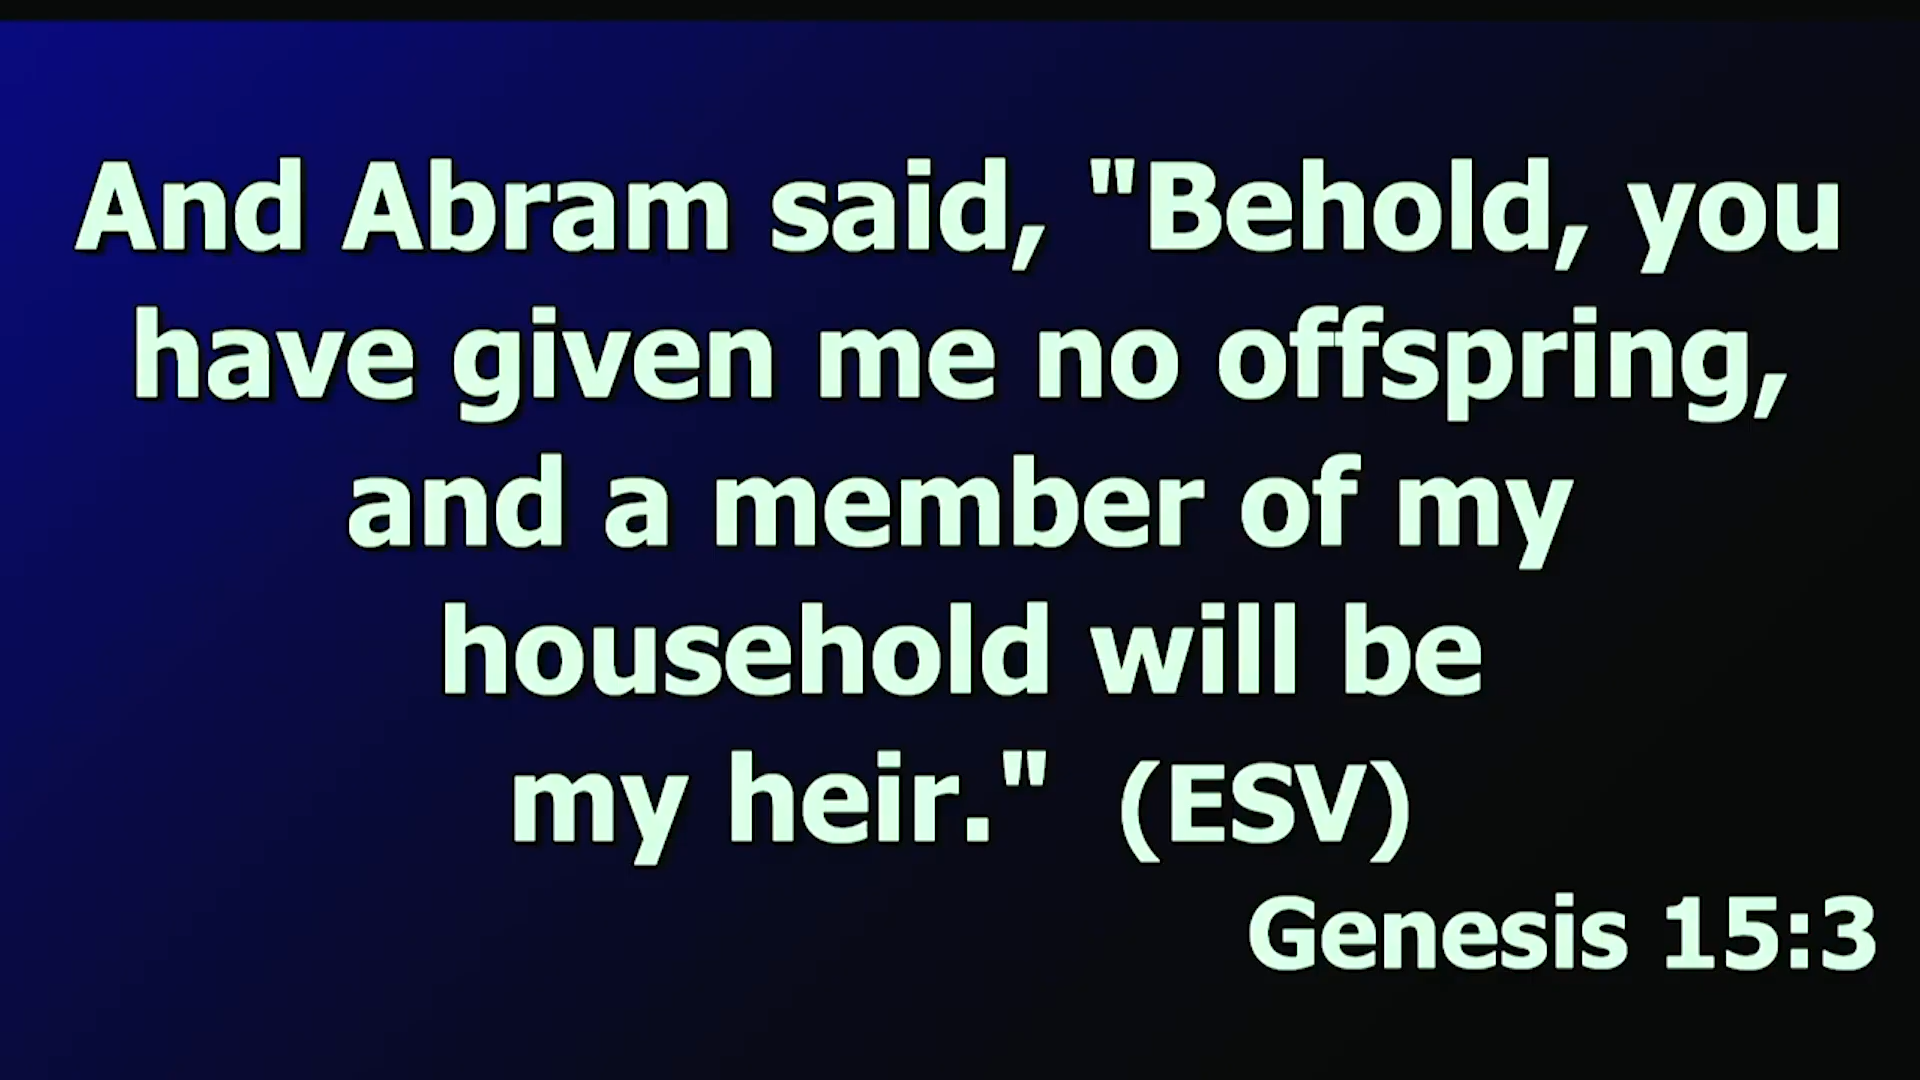 And Abram said, "Behold, you
have given me no offspring,
and a member of my
household will be
my heir." (ESV)
Genesis 15:3